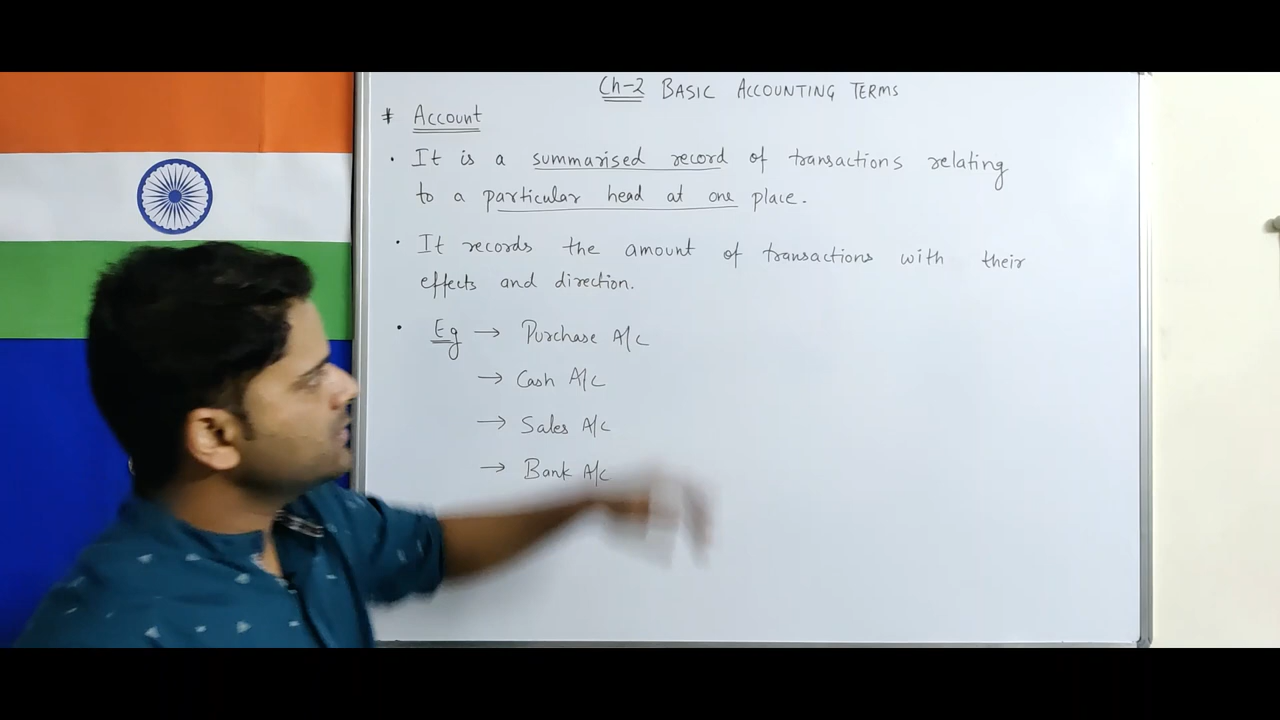 Ch-2 BASIC ACCOUNTING TERMS
# Account
• It is a summarised record of transactions relating
to a particular head at one place.
• It records the amount of transactions with their
effects and direction.
• Eg → Purchase A/C
→ Cash A/C
→ Sales A/C
→ Bank A/C